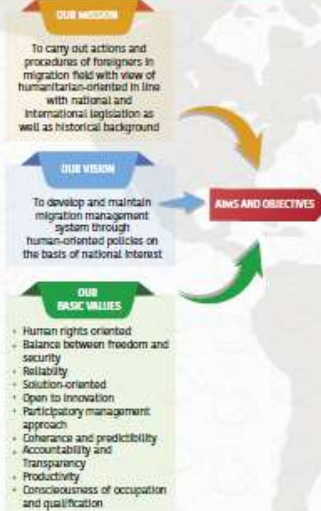 OUR MISSION
To carry out actions and
procedures of foreigners in
migration field with view of
humanitarian-oriented in line
with national and
international legislation as
well as historical background
OUR VISION
To develop and maintain
migration management
system through
human-oriented policies on
the basis of national interest
AIMS AND OBJECTIVES
OUR
BASIC VALUES
+ Human rights oriented
+ Balance between freedom and
security
+ Reliability
+ Solution-oriented
+ Open to innovation
+ Participatory management
approach
+ Coherance and predictibility
+ Accountability and
Transparency
+ Productivity
+ Consciousness of occupation
and qualification